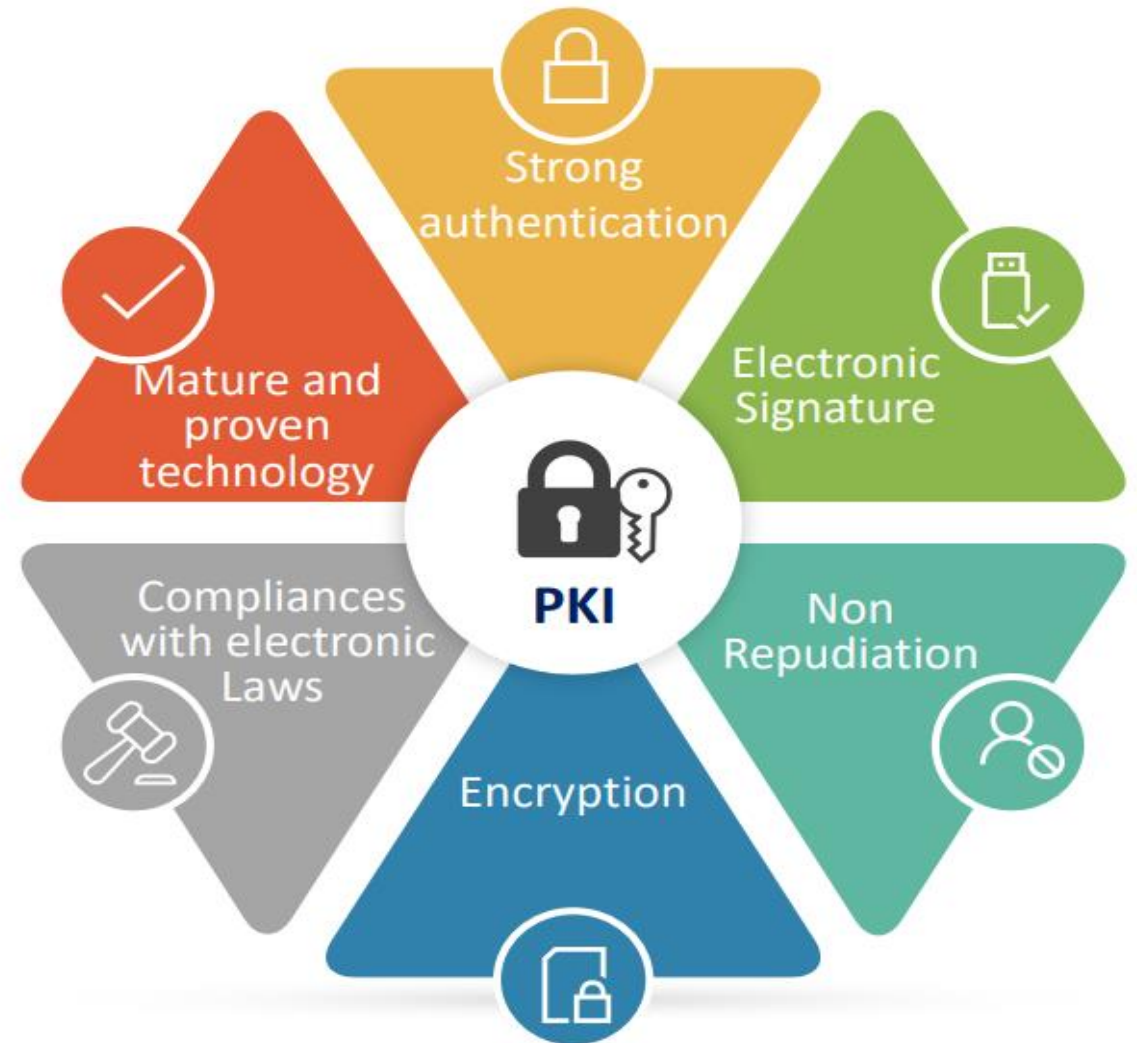 Strong
authentication
Electronic
Signature
Non
Repudiation
Encryption
Compliances
with electronic
Laws
Mature and
proven
technology
PKI